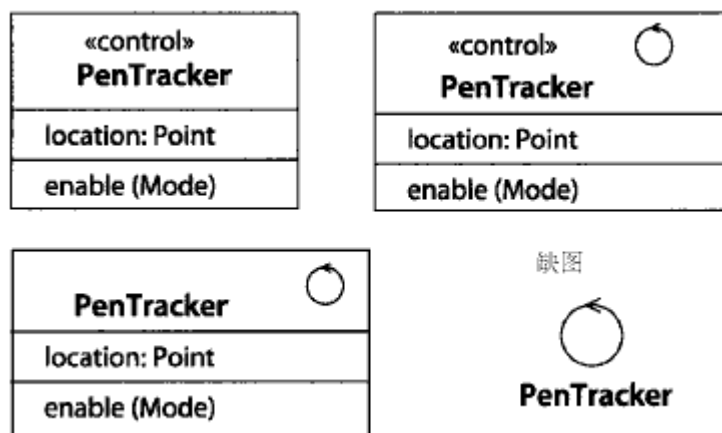 «control»
PenTracker
location: Point
enable (Mode)
«control»
PenTracker
location: Point
enable (Mode)
PenTracker
location: Point
enable (Mode)
缺图
PenTracker